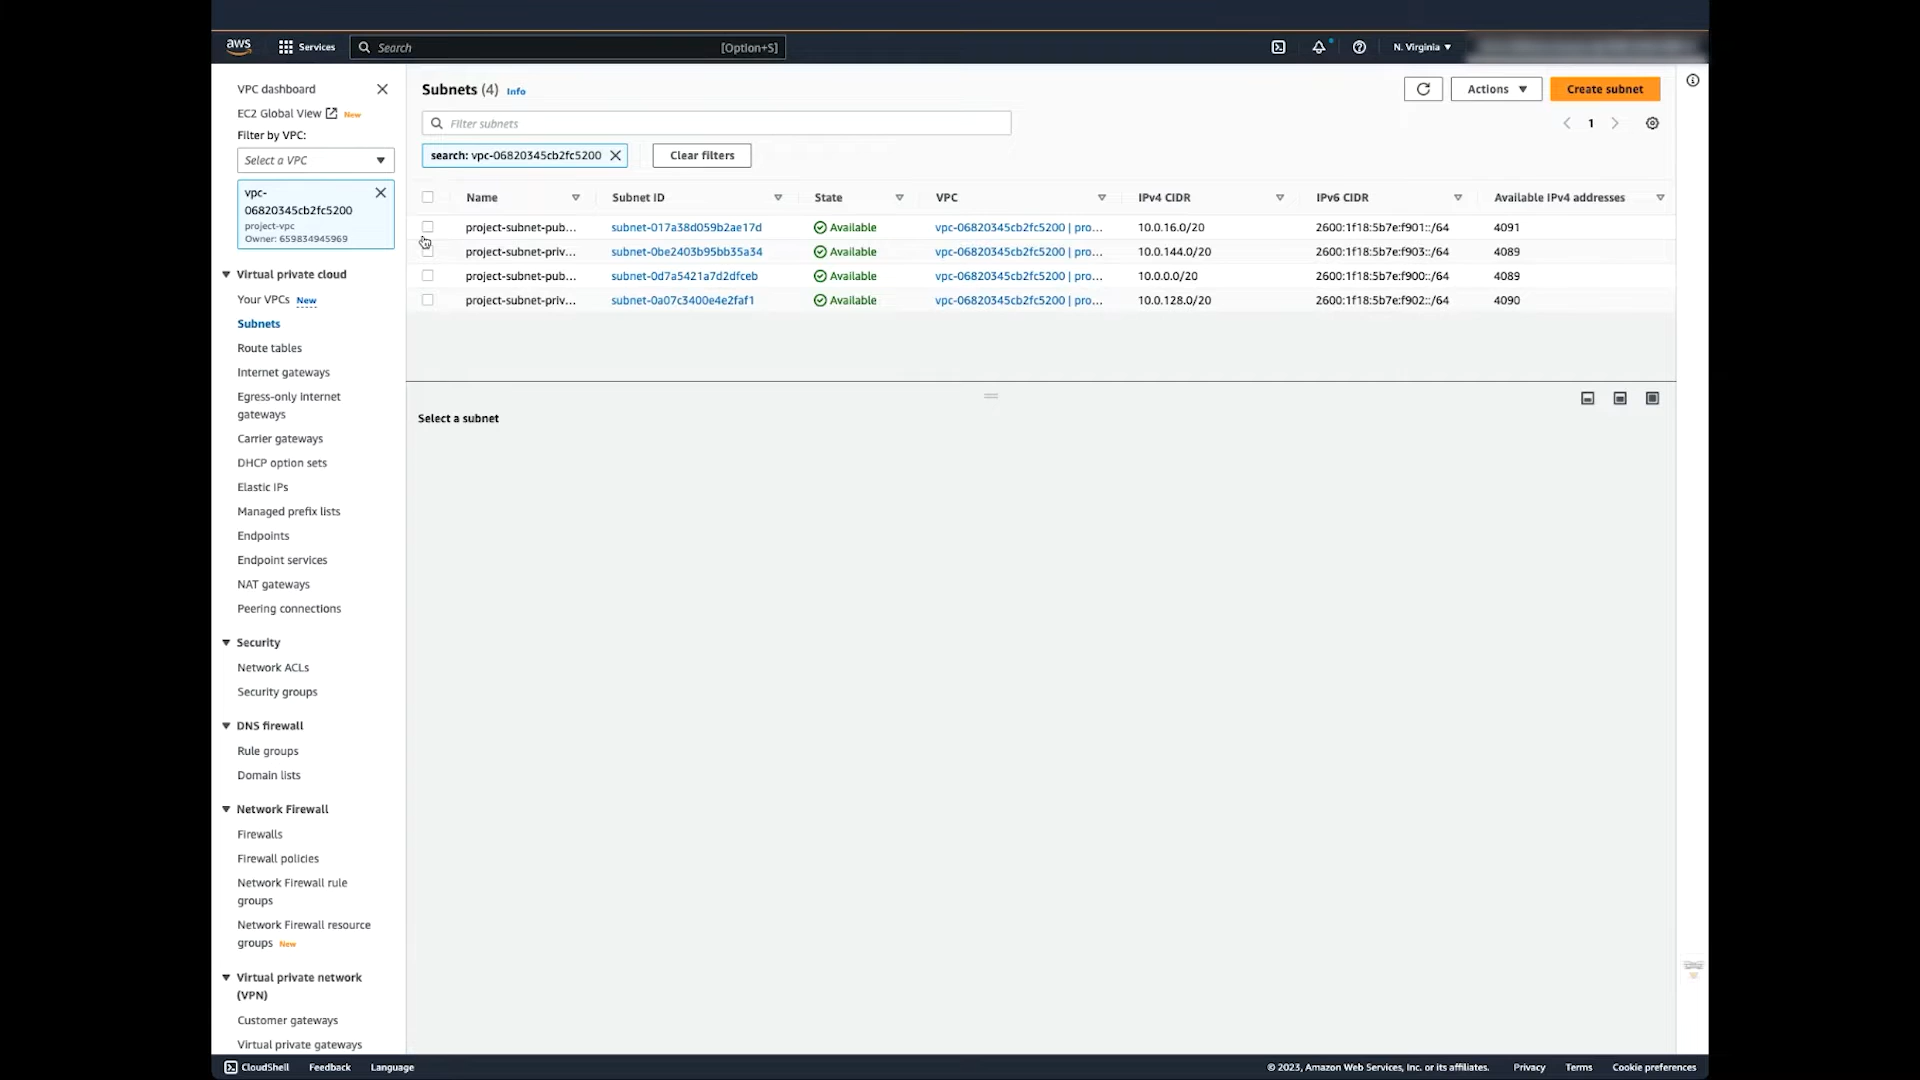 aws
Services
Search
[Option+S]
N. Virginia
VPC dashboard
EC2 Global View New
Filter by VPC:
Select a VPC
vpc-
06820345cb2fc5200
project-vpc
Owner: 659834945969
Virtual private cloud
Your VPCs New
Subnets
Route tables
Internet gateways
Egress-only internet
gateways
Carrier gateways
DHCP option sets
Elastic IPs
Managed prefix lists
Endpoints
Endpoint services
NAT gateways
Peering connections
Security
Network ACLs
Security groups
DNS firewall
Rule groups
Domain lists
Network Firewall
Firewalls
Firewall policies
Network Firewall rule
groups
Network Firewall resource
groups New
Virtual private network
(VPN)
Customer gateways
Virtual private gateways
Subnets (4) Info
Actions
Create subnet
Filter subnets
1
search: vpc-06820345cb2fc5200
Clear filters
Name Subnet ID State VPC IPv4 CIDR IPv6 CIDR Available IPv4 addresses
project-subnet-pub... subnet-017a38d059b2ae17d Available vpc-06820345cb2fc5200 | pro... 10.0.16.0/20 2600:1f18:5b7e:f901::/64 4091
project-subnet-priv... subnet-0be2403b95bb35a34 Available vpc-06820345cb2fc5200 | pro... 10.0.144.0/20 2600:1f18:5b7e:f903::/64 4089
project-subnet-pub... subnet-0d7a5421a7d2dfceb Available vpc-06820345cb2fc5200 | pro... 10.0.0.0/20 2600:1f18:5b7e:f900::/64 4089
project-subnet-priv... subnet-0a07c3400e4e2faf1 Available vpc-06820345cb2fc5200 | pro... 10.0.128.0/20 2600:1f18:5b7e:f902::/64 4090
Select a subnet
CloudShell Feedback Language
© 2023, Amazon Web Services, Inc. or its affiliates. Privacy Terms Cookie preferences